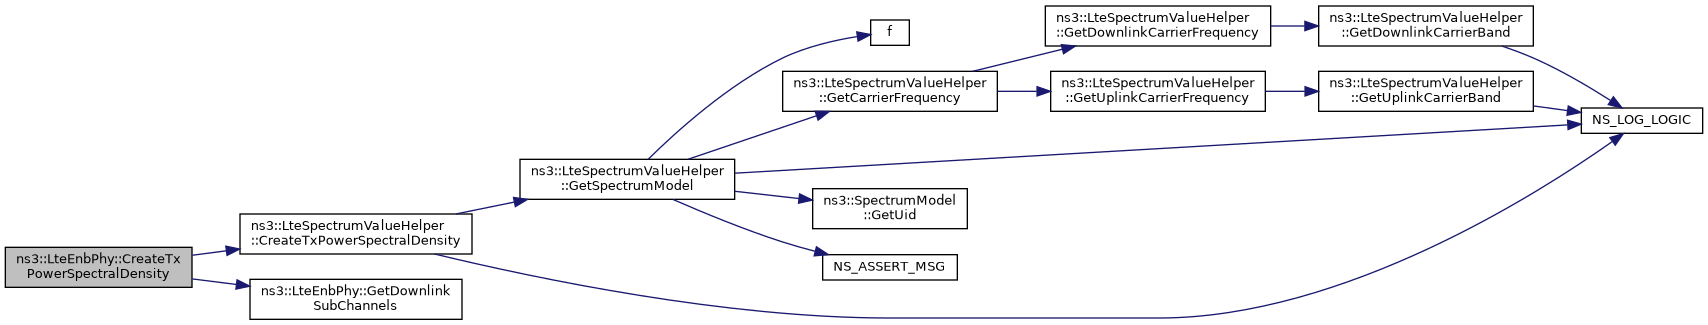 ns3::LteEnbPhy::CreateTx
PowerSpectralDensity
ns3::LteSpectrumValueHelper
::CreateTxPowerSpectralDensity
ns3::LteEnbPhy::GetDownlink
SubChannels
ns3::LteSpectrumValueHelper
::GetSpectrumModel
f
ns3::LteSpectrumValueHelper
::GetCarrierFrequency
ns3::SpectrumModel
::GetUid
NS_ASSERT_MSG
ns3::LteSpectrumValueHelper
::GetDownlinkCarrierFrequency
ns3::LteSpectrumValueHelper
::GetUplinkCarrierFrequency
ns3::LteSpectrumValueHelper
::GetDownlinkCarrierBand
ns3::LteSpectrumValueHelper
::GetUplinkCarrierBand
NS_LOG_LOGIC